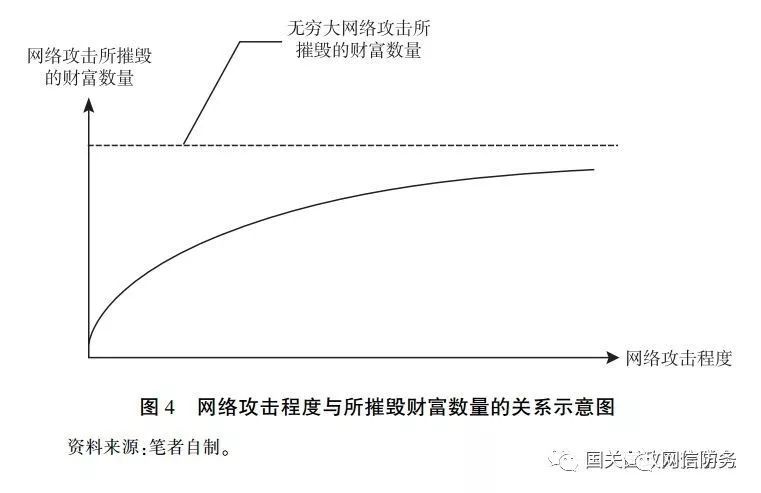 无穷大网络攻击所
摧毁的财富数量
网络攻击所摧毁
的财富数量
网络攻击程度
图 4 网络攻击程度与所摧毁财富数量的关系示意图
资料来源:笔者自制。
国关国政网信防务